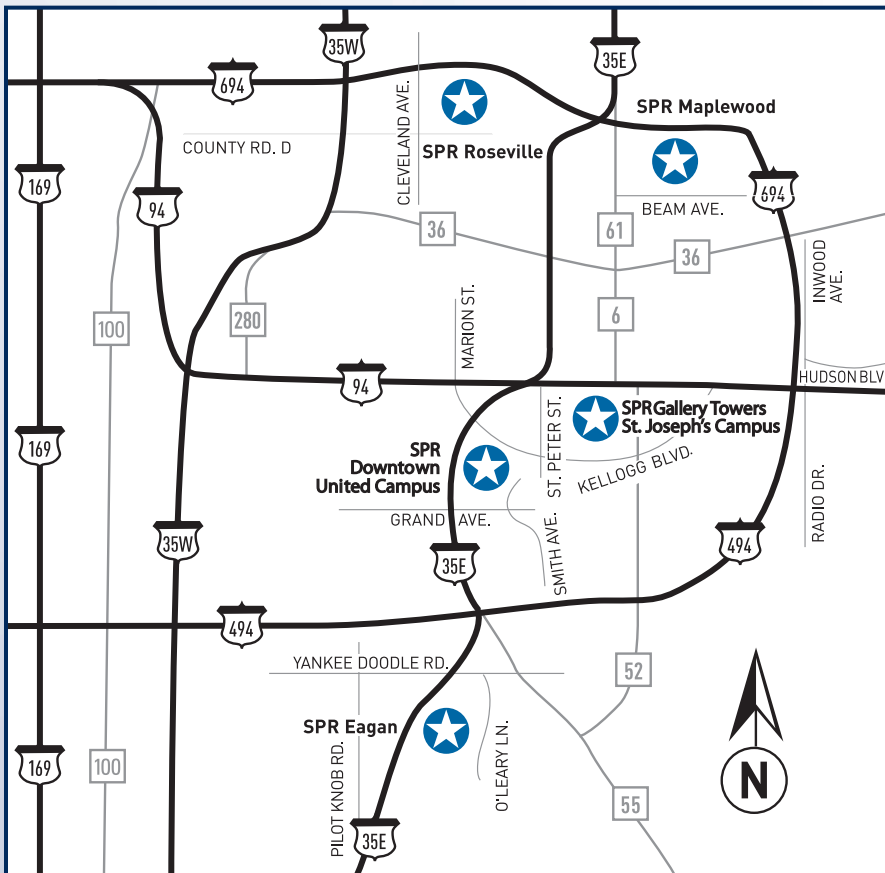 35W
35E
694
CLEVELAND AVE.
SPR Maplewood
COUNTY RD. D
SPR Roseville
169
94
694
BEAM AVE.
36
61
36
INWOOD
AVE.
100
280
MARION ST.
6
94
HUDSON BLV
SPR Gallery Towers
St. Joseph's Campus
ST. PETER ST.
169
SPR
Downtown
United Campus
KELLOGG BLVD.
RADIO DR.
GRAND AVE.
SMITH AVE.
35W
35E
494
494
YANKEE DOODLE RD.
52
SPR Eagan
PILOT KNOB RD.
O'LEARY LN.
169
100
N
55
35E